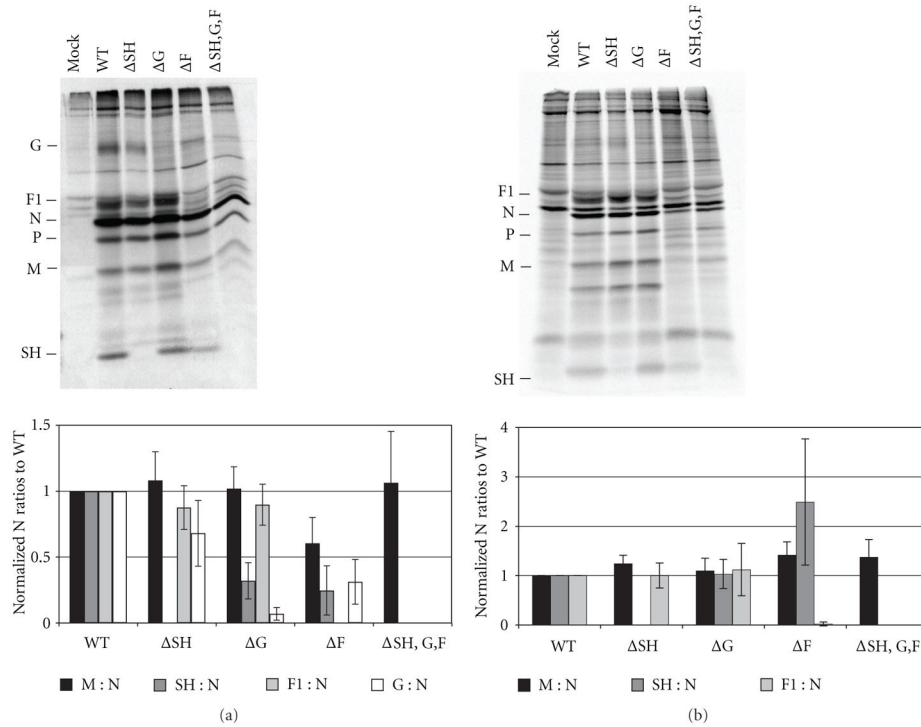 Mock WT ΔSH ΔG ΔF ΔSH,G,F
G
F1
N
P
M
SH
Normalized N ratios to WT
1.5
1
0.5
0
WT ΔSH ΔG ΔF ΔSH, G,F
M : N SH : N F1 : N G : N
(a)
Mock WT ΔSH ΔG ΔF ΔSH,G,F
F1
N
P
M
SH
Normalized N ratios to WT
4
3
2
1
0
WT ΔSH ΔG ΔF ΔSH, G,F
M : N SH : N F1 : N
(b)